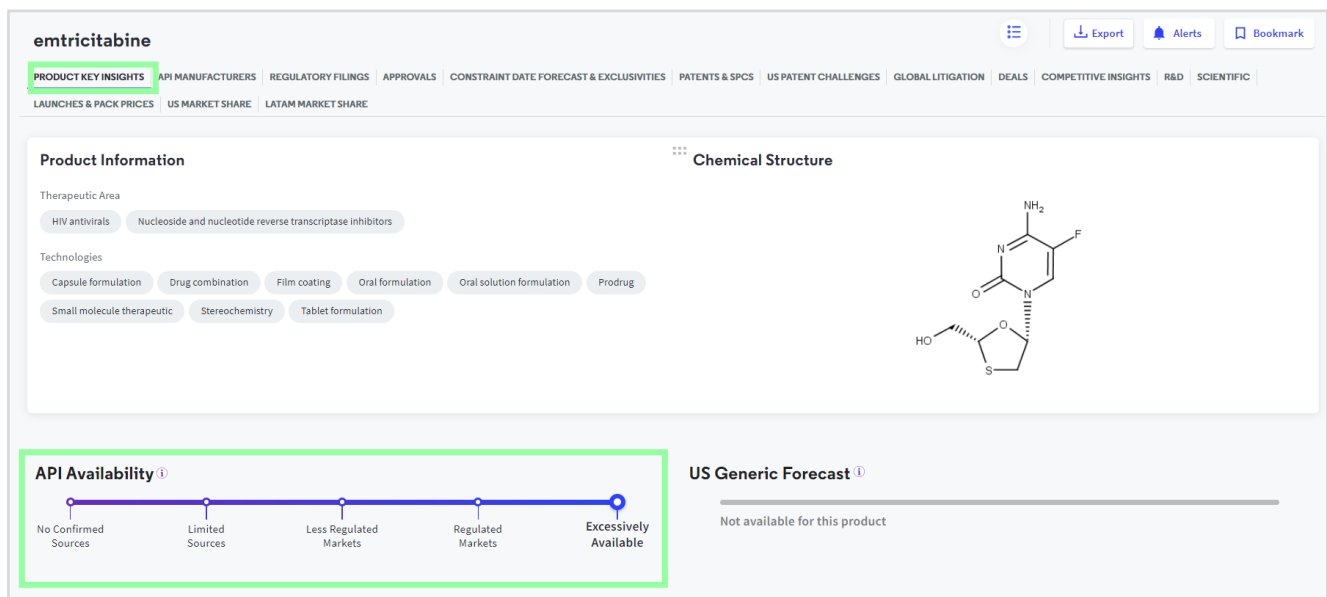 emtricitabine
Export
Alerts
Bookmark
PRODUCT KEY INSIGHTS API MANUFACTURERS REGULATORY FILINGS APPROVALS CONSTRAINT DATE FORECAST & EXCLUSIVITIES PATENTS & SPCS US PATENT CHALLENGES GLOBAL LITIGATION DEALS COMPETITIVE INSIGHTS R&D SCIENTIFIC
LAUNCHES & PACK PRICES US MARKET SHARE LATAM MARKET SHARE
Product Information
Therapeutic Area
HIV antivirals Nucleoside and nucleotide reverse transcriptase inhibitors
Technologies
Capsule formulation Drug combination Film coating Oral formulation Oral solution formulation Prodrug
Small molecule therapeutic Stereochemistry Tablet formulation
Chemical Structure
NH2
F
N
O
N
O
HO
S
API Availability i
No Confirmed
Sources
Limited
Sources
Less Regulated
Markets
Regulated
Markets
Excessively
Available
US Generic Forecast i
Not available for this product